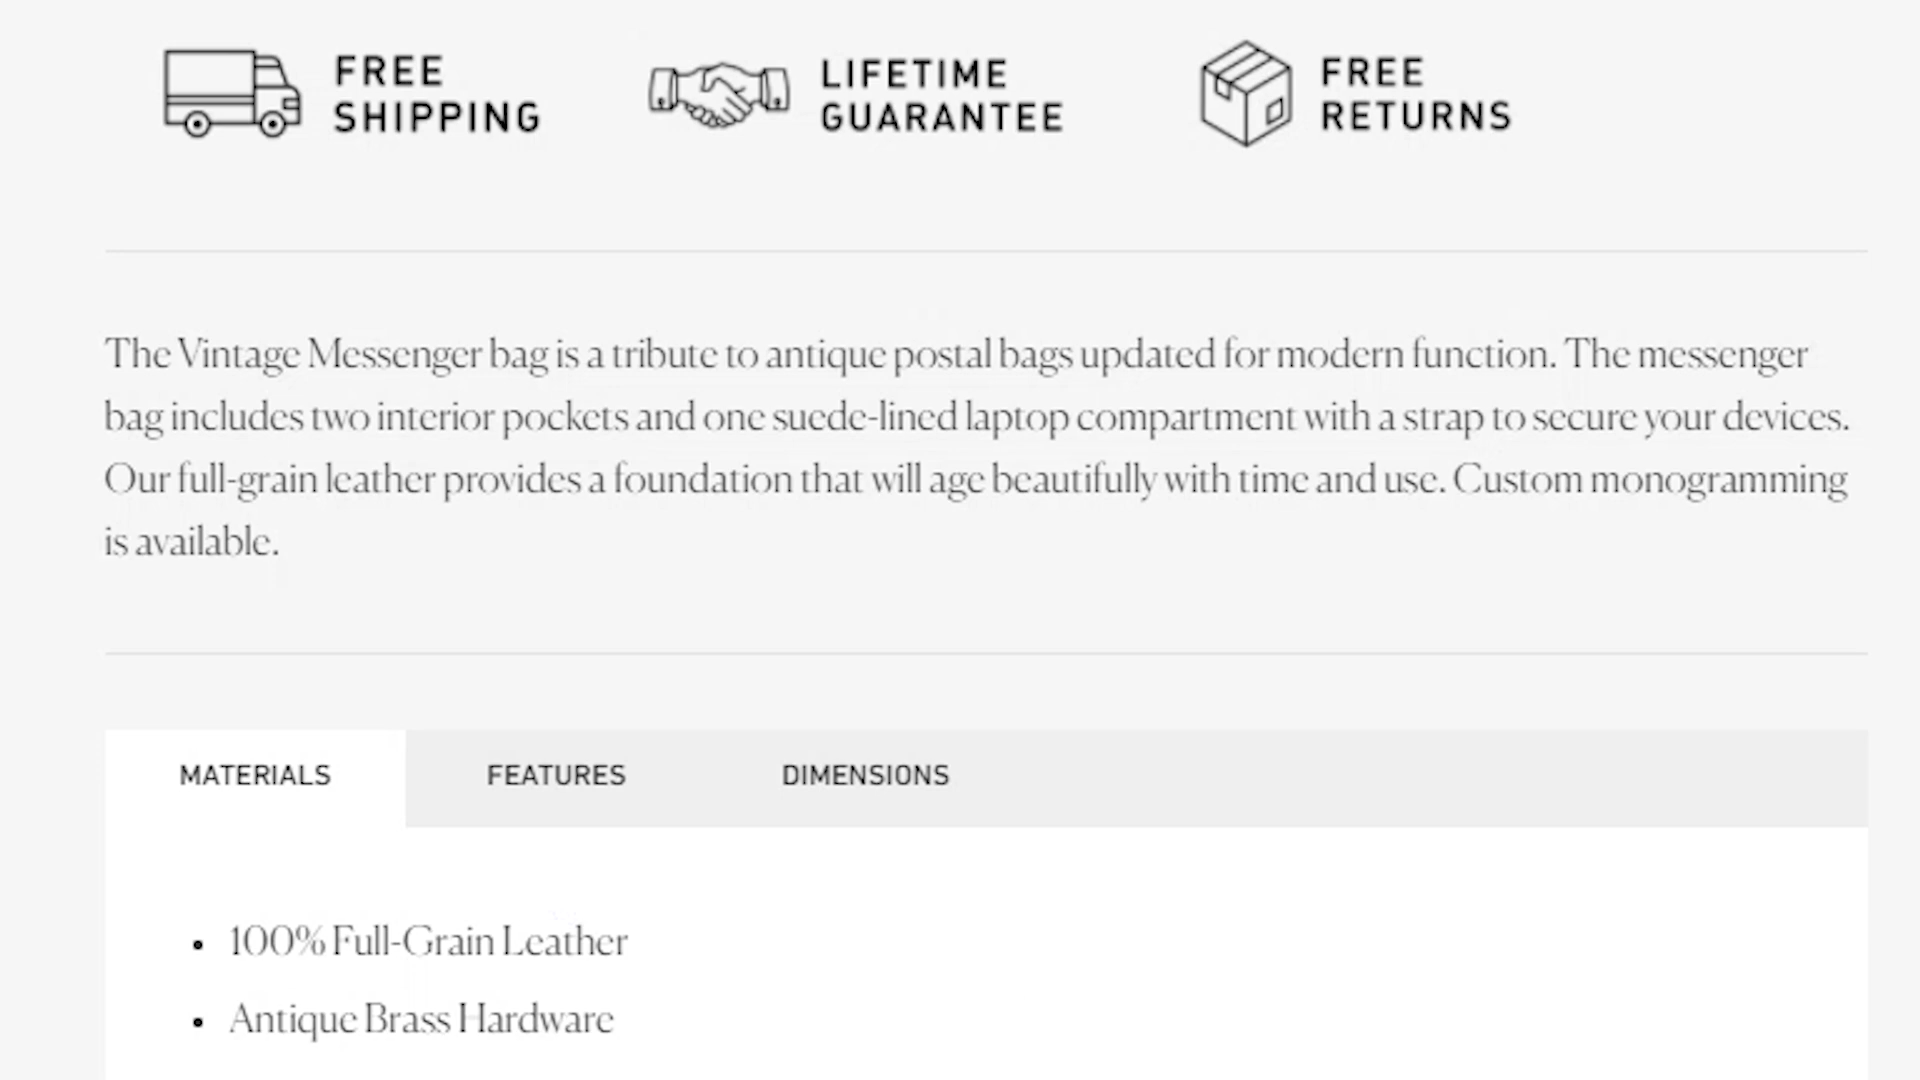 FREE
SHIPPING
LIFETIME
GUARANTEE
FREE
RETURNS
The Vintage Messenger bag is a tribute to antique postal bags updated for modern function. The messenger
bag includes two interior pockets and one suede-lined laptop compartment with a strap to secure your devices.
Our full-grain leather provides a foundation that will age beautifully with time and use. Custom monogramming
is available.
MATERIALS
FEATURES
DIMENSIONS
• 100% Full-Grain Leather
• Antique Brass Hardware